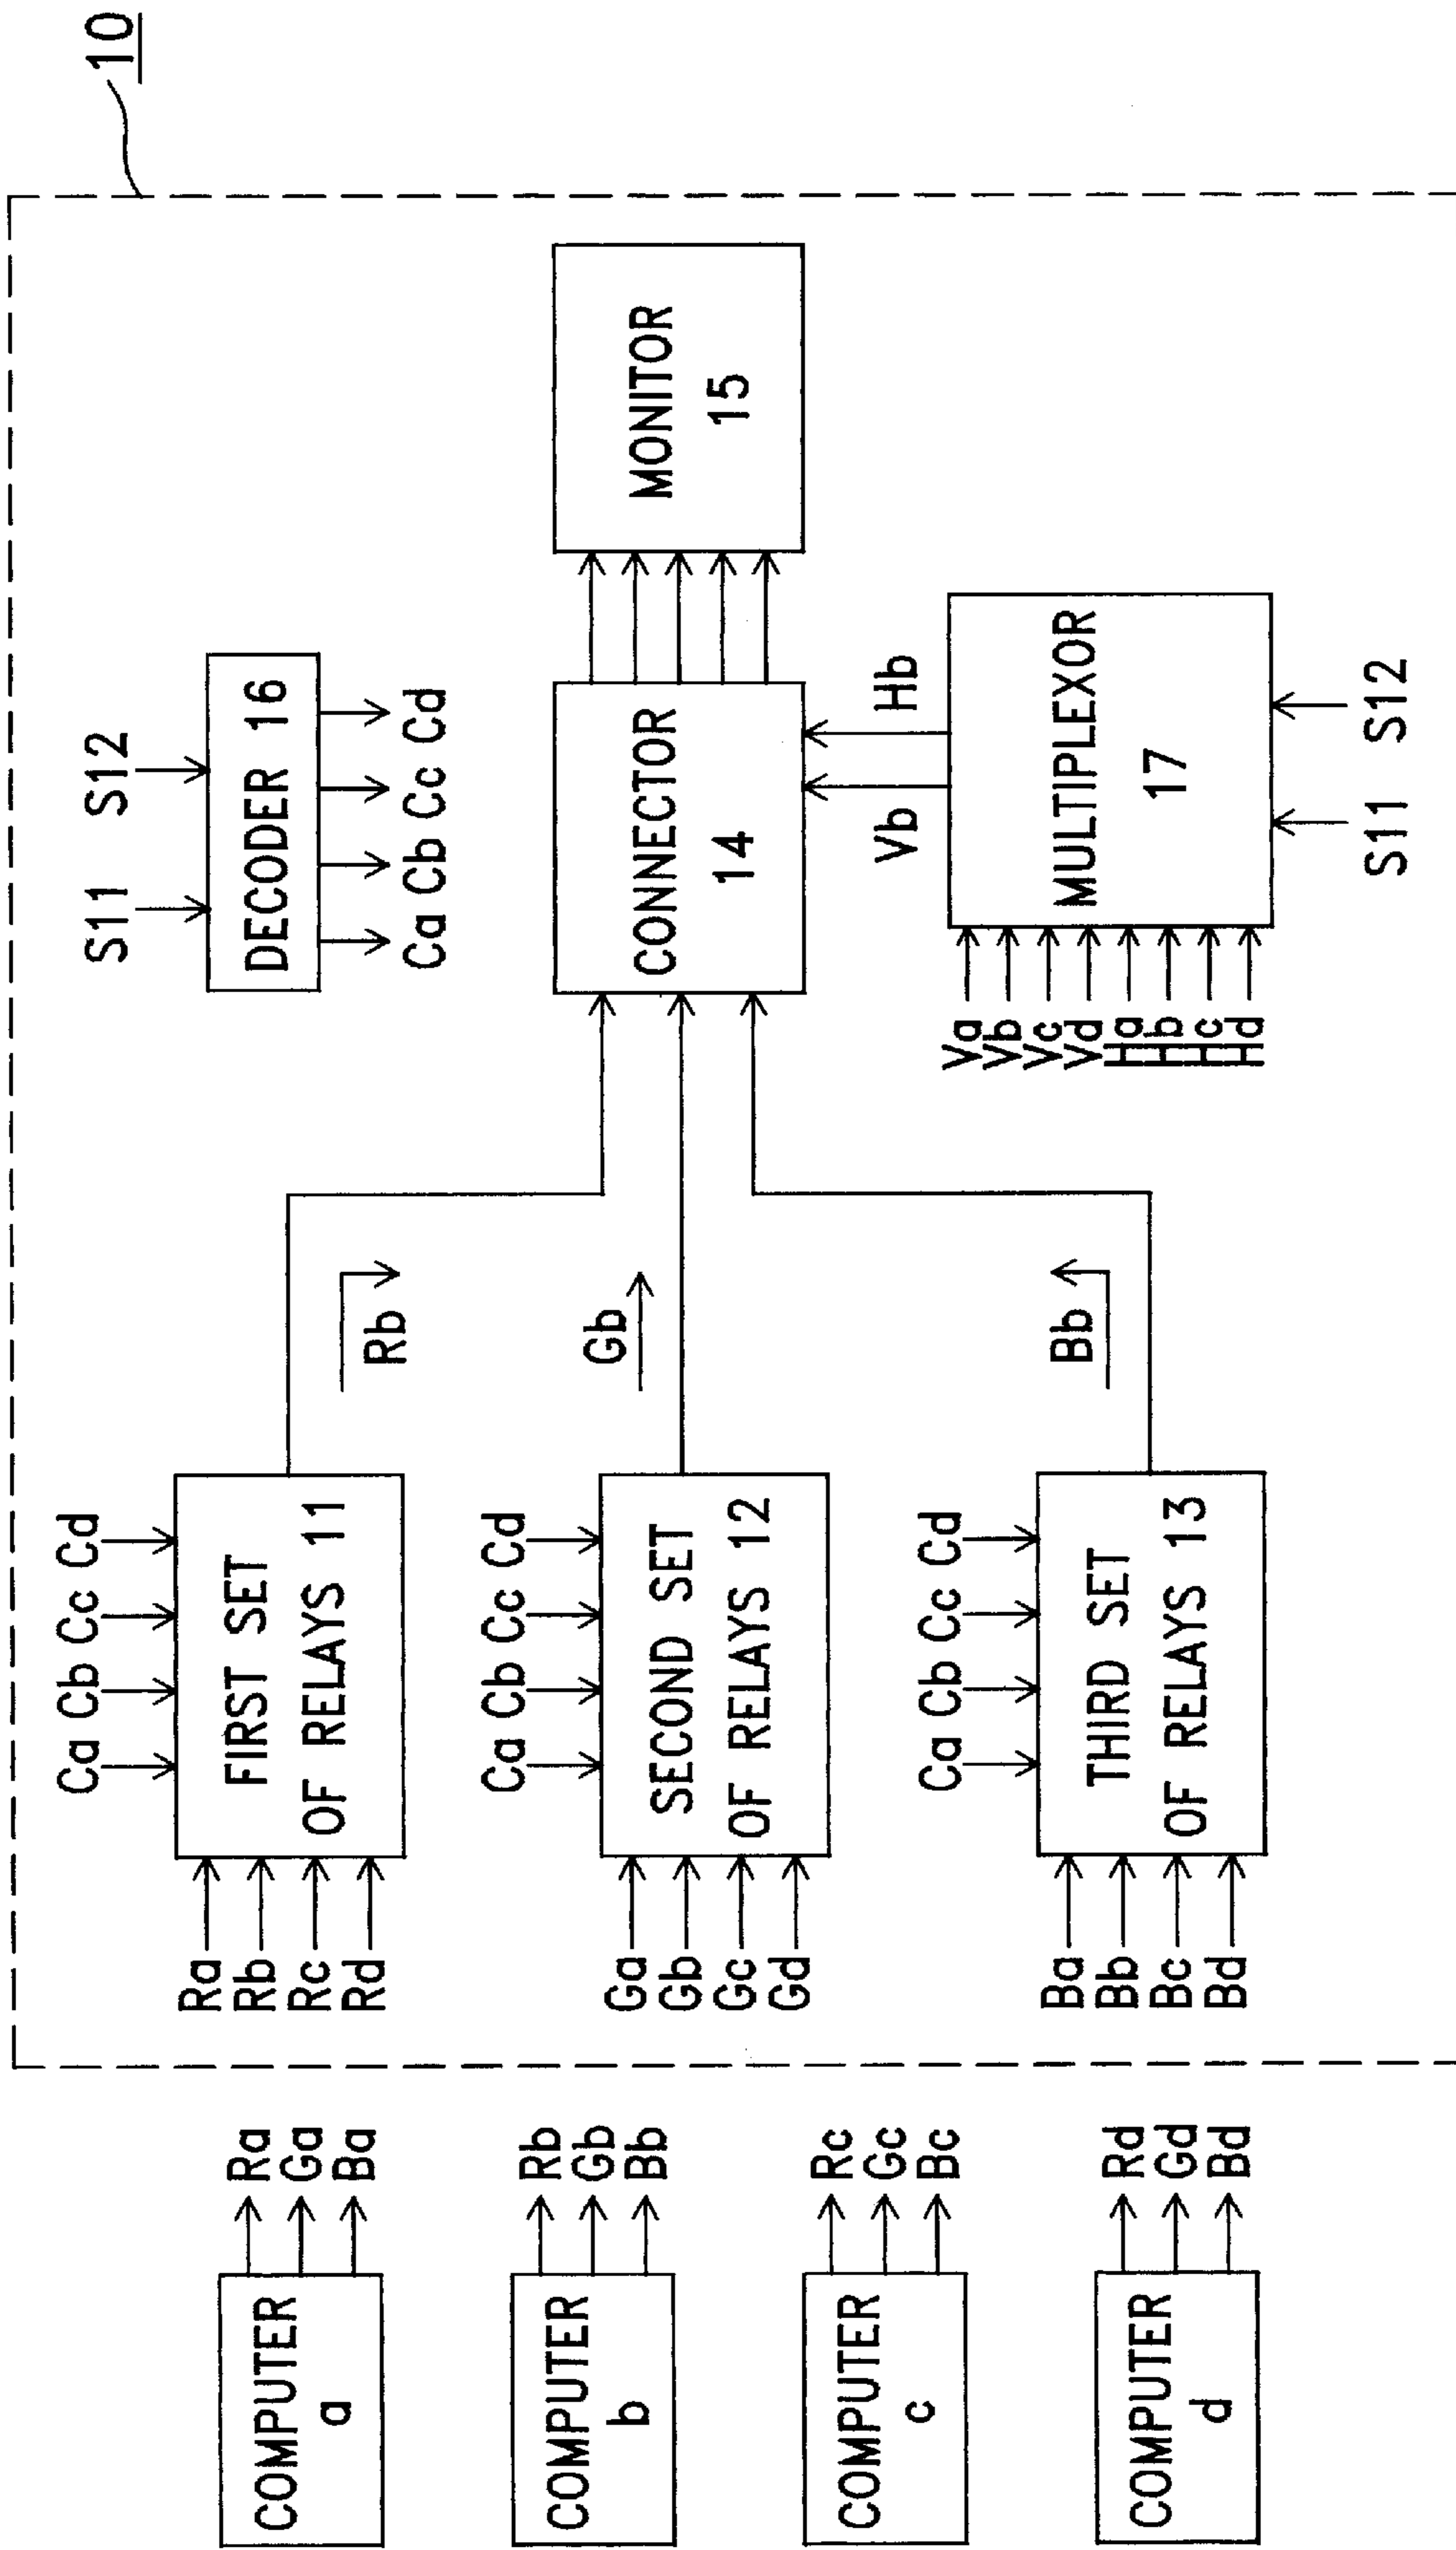 10
COMPUTER
a
Ra
Ga
Ba
COMPUTER
b
Rb
Gb
Bb
COMPUTER
c
Rc
Gc
Bc
COMPUTER
d
Rd
Gd
Bd
Ca Cb Cc Cd
Ra
Rb
Rc
Rd
FIRST SET
OF RELAYS 11
Rb
Ca Cb Cc Cd
Ga
Gb
Gc
Gd
SECOND SET
OF RELAYS 12
Gb
Ca Cb Cc Cd
Ba
Bb
Bc
Bd
THIRD SET
OF RELAYS 13
Bb
S11 S12
DECODER 16
Ca Cb Cc Cd
CONNECTOR
14
MONITOR
15
Vb Hb
Va
Vb
Vc
Vd
Ha
Hb
Hc
Hd
MULTIPLEXOR
17
S11 S12